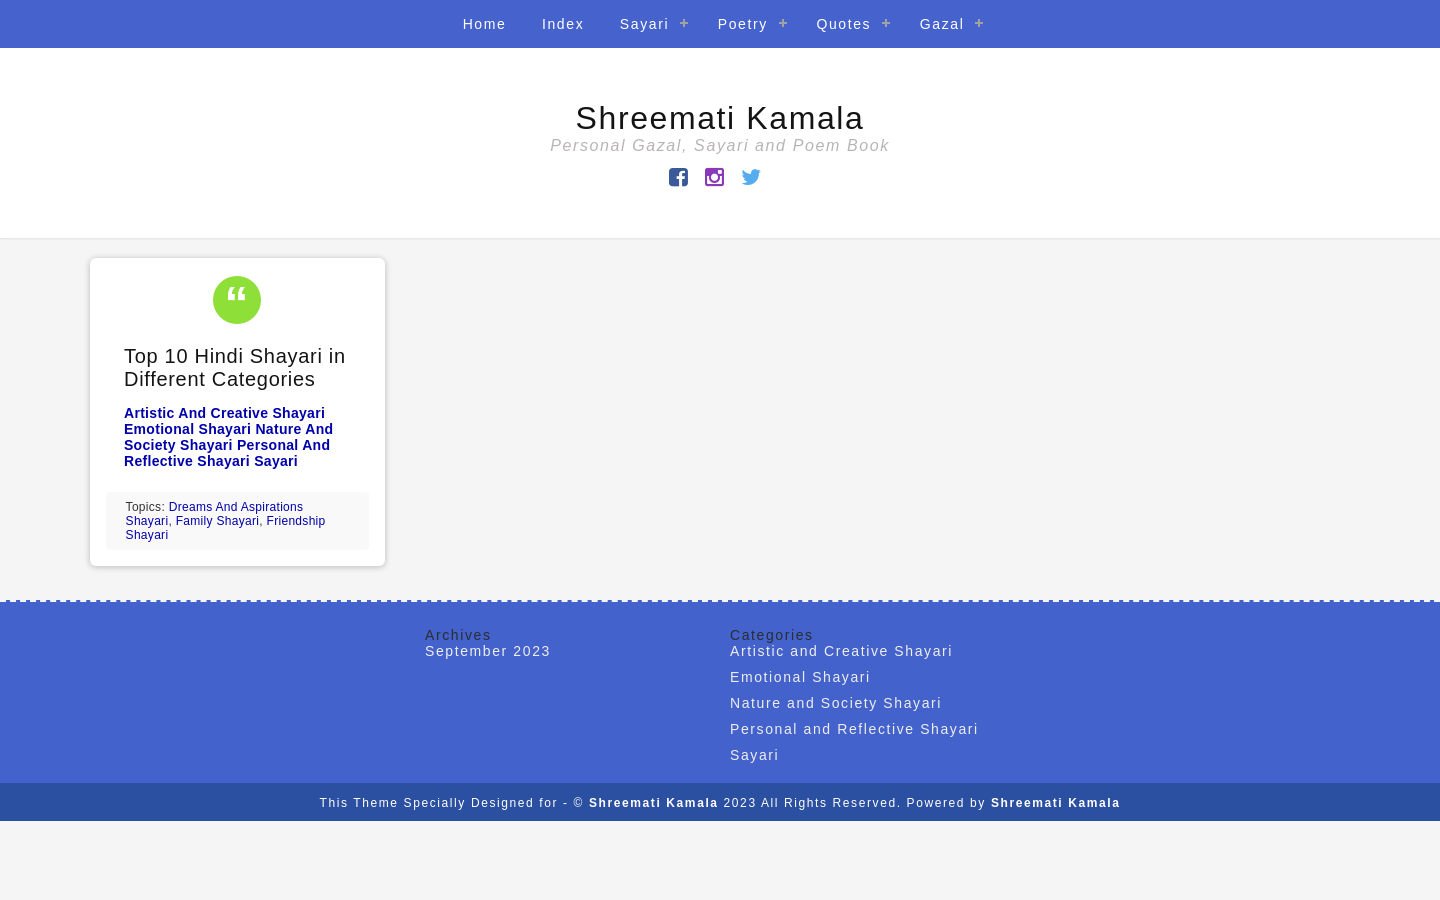 Home Index Sayari + Poetry + Quotes + Gazal +
Shreemati Kamala
Personal Gazal, Sayari and Poem Book
“
Top 10 Hindi Shayari in
Different Categories
Artistic And Creative Shayari
Emotional Shayari Nature And
Society Shayari Personal And
Reflective Shayari Sayari
Topics: Dreams And Aspirations
Shayari, Family Shayari, Friendship
Shayari
Archives
September 2023
Categories
Artistic and Creative Shayari
Emotional Shayari
Nature and Society Shayari
Personal and Reflective Shayari
Sayari
This Theme Specially Designed for - © Shreemati Kamala 2023 All Rights Reserved. Powered by Shreemati Kamala